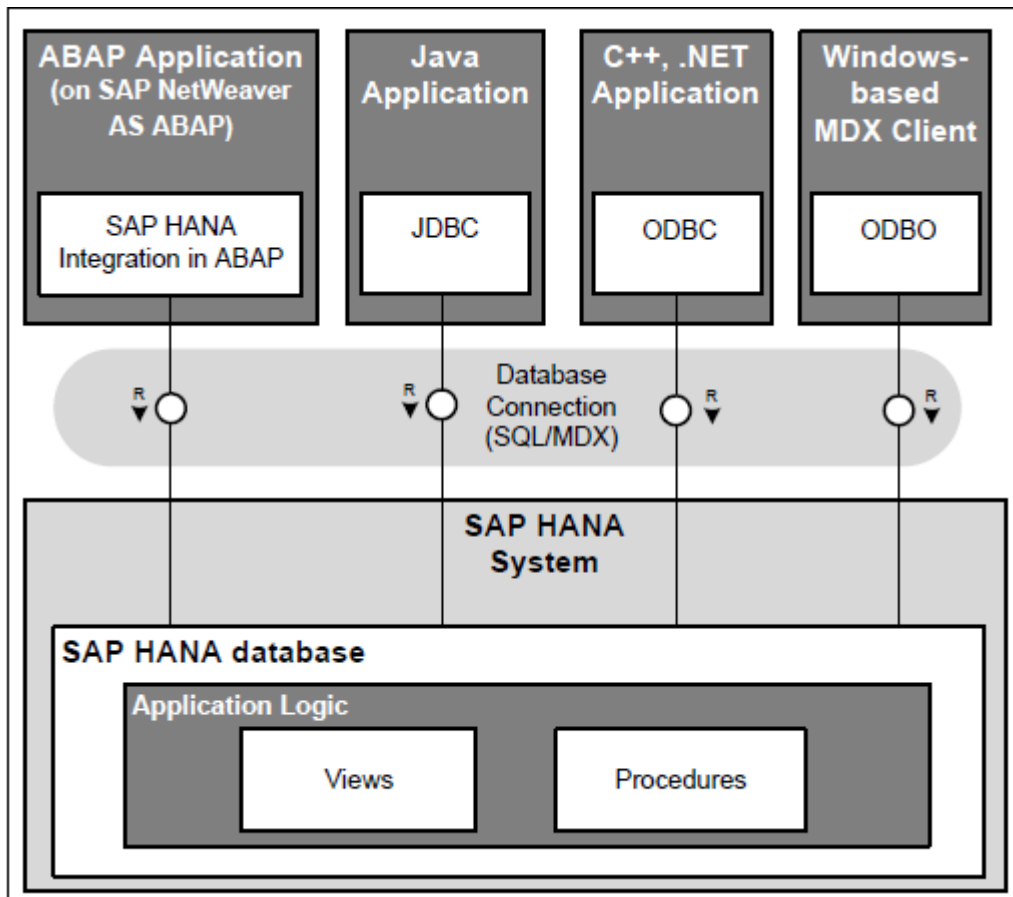 ABAP Application
(on SAP NetWeaver
AS ABAP)
SAP HANA
Integration in ABAP
Java
Application
JDBC
C++, .NET
Application
ODBC
Windows-
based
MDX Client
ODBO
R
R
Database
Connection
(SQL/MDX)
R
R
SAP HANA
System
SAP HANA database
Application Logic
Views
Procedures